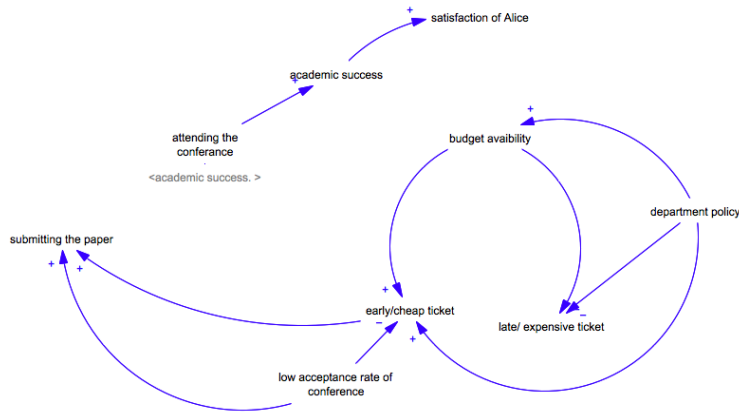 +
satisfaction of Alice
academic success
+
attending the
conferance
<academic success. >
+
budget avaibility
department policy
submitting the paper
+
+
+
early/cheap ticket
–
+
late/ expensive ticket
–
low acceptance rate of
conference